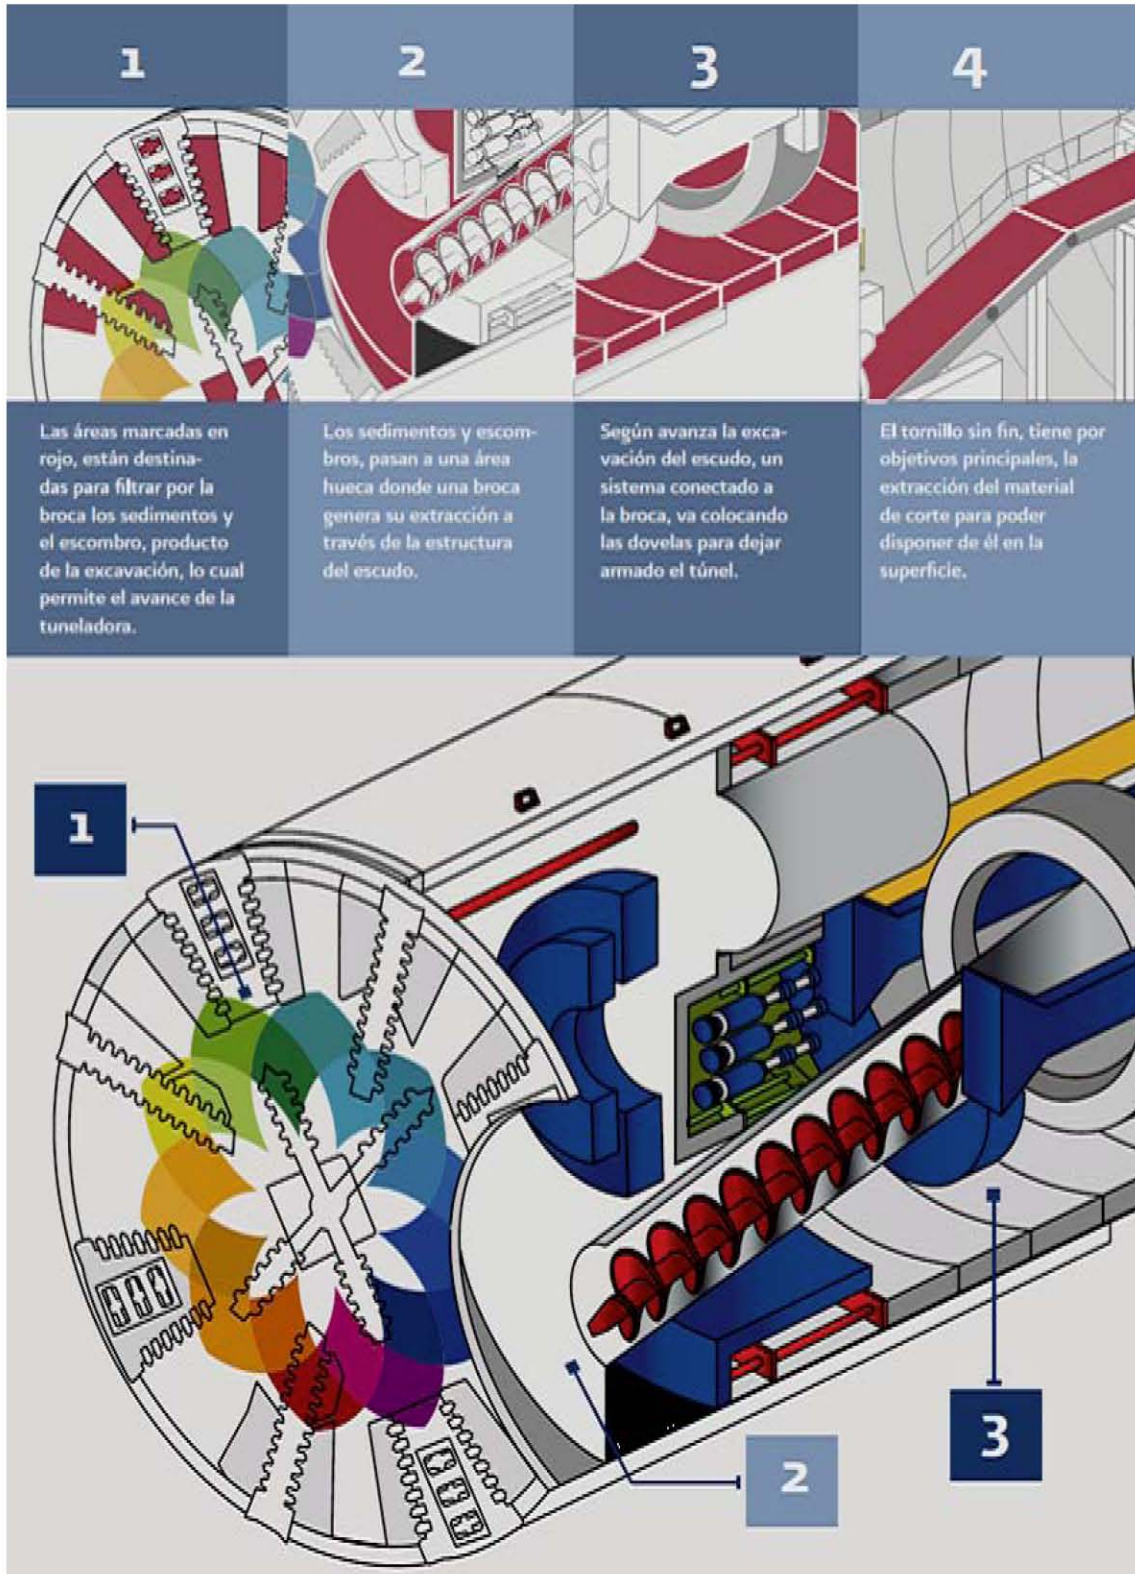 1
2
3
4
Las áreas marcadas en
rojo, están destina-
das para filtrar por la
broca los sedimentos y
el escombro, producto
de la excavación, lo cual
permite el avance de la
tuneladora.
Los sedimentos y escom-
bros, pasan a una área
hueca donde una broca
genera su extracción a
través de la estructura
del escudo.
Según avanza la exca-
vación del escudo, un
sistema conectado a
la broca, va colocando
las dovelas para dejar
armado el túnel.
El tornillo sin fin, tiene por
objetivos principales, la
extracción del material
de corte para poder
disponer de él en la
superficie.
1
3
2